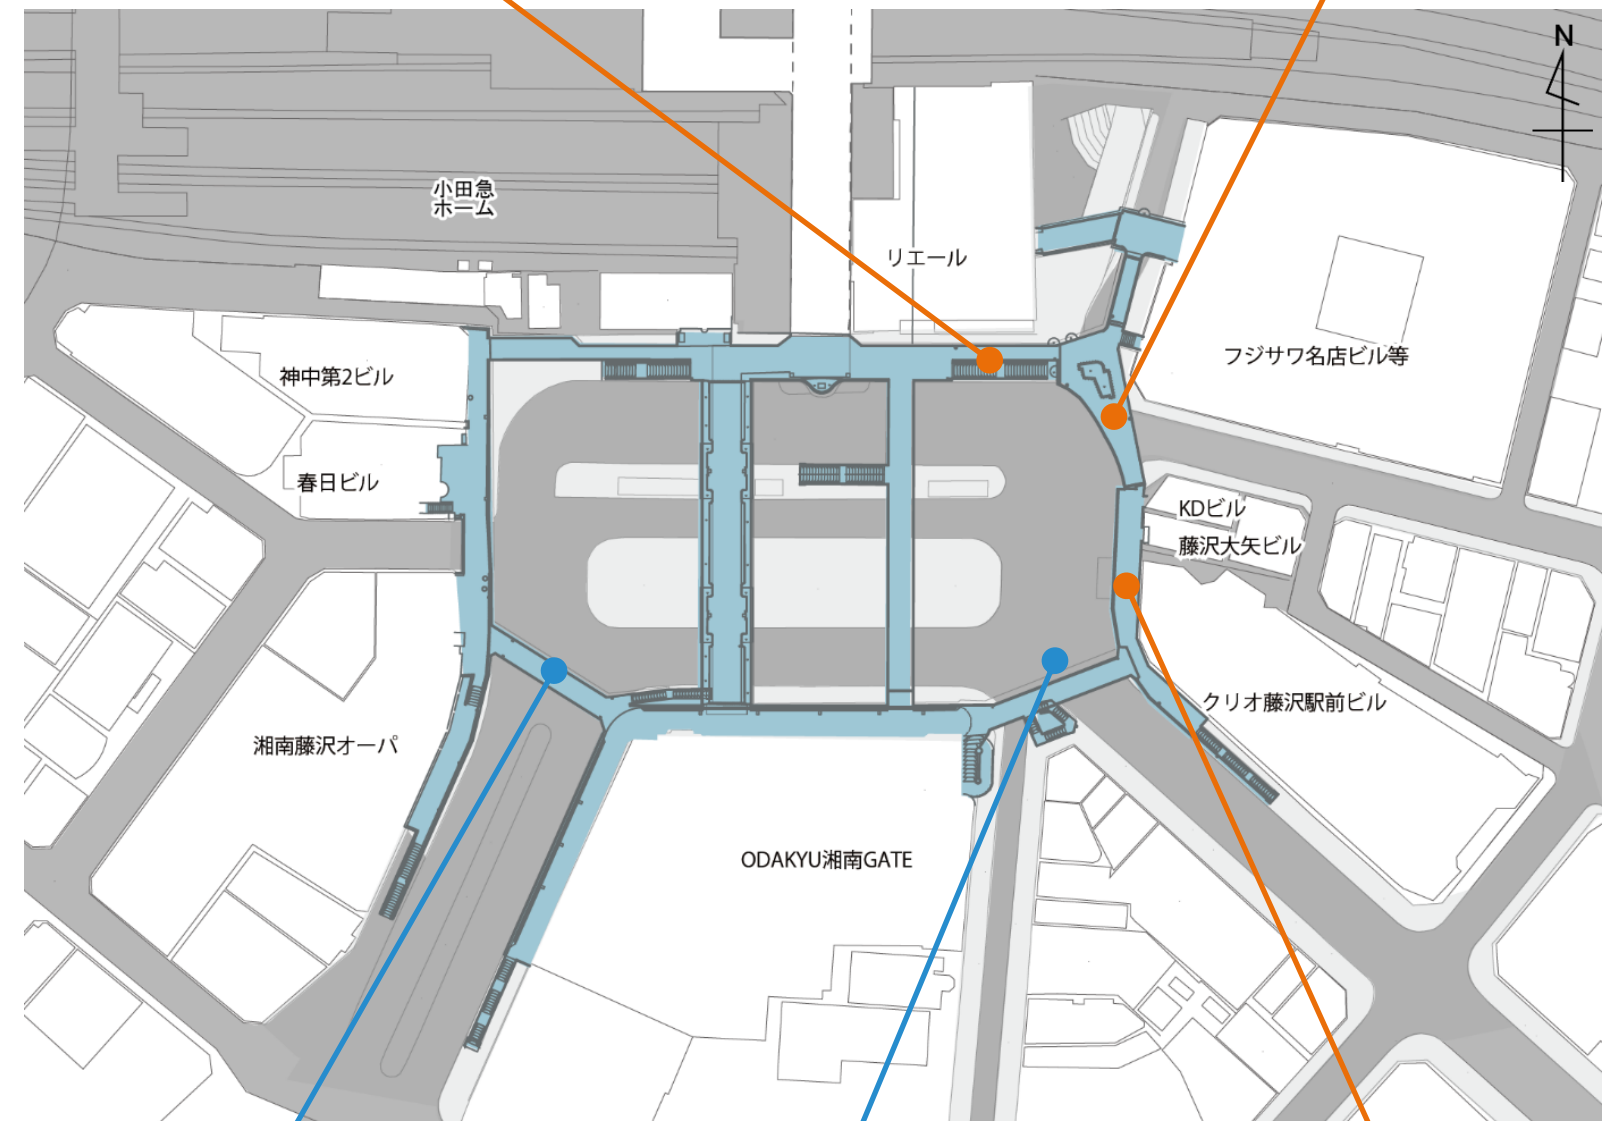 N
小田急
ホーム
リエール
フジサワ名店ビル等
神中第2ビル
春日ビル
KDビル
藤沢大矢ビル
クリオ藤沢駅前ビル
湘南藤沢オーパ
ODAKYU湘南GATE